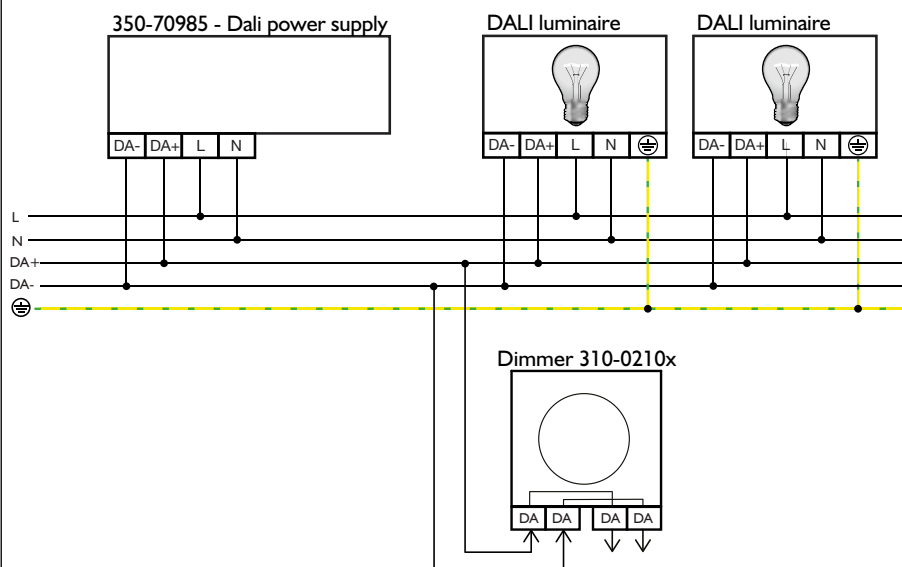 350-70985 - Dali power supply
DALI luminaire
DALI luminaire
DA- DA+ L N
DA- DA+ L N
DA- DA+ L N
L
N
DA+
DA-
Dimmer 310-0210x
DA DA DA DA